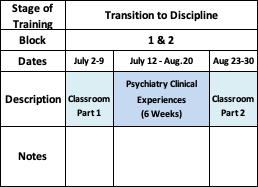 Stage of Training Transition to Discipline
Block 1 & 2
Dates July 2-9 July 12 - Aug.20 Aug 23-30
Description Classroom Part 1 Psychiatry Clinical Experiences (6 Weeks) Classroom Part 2
Notes